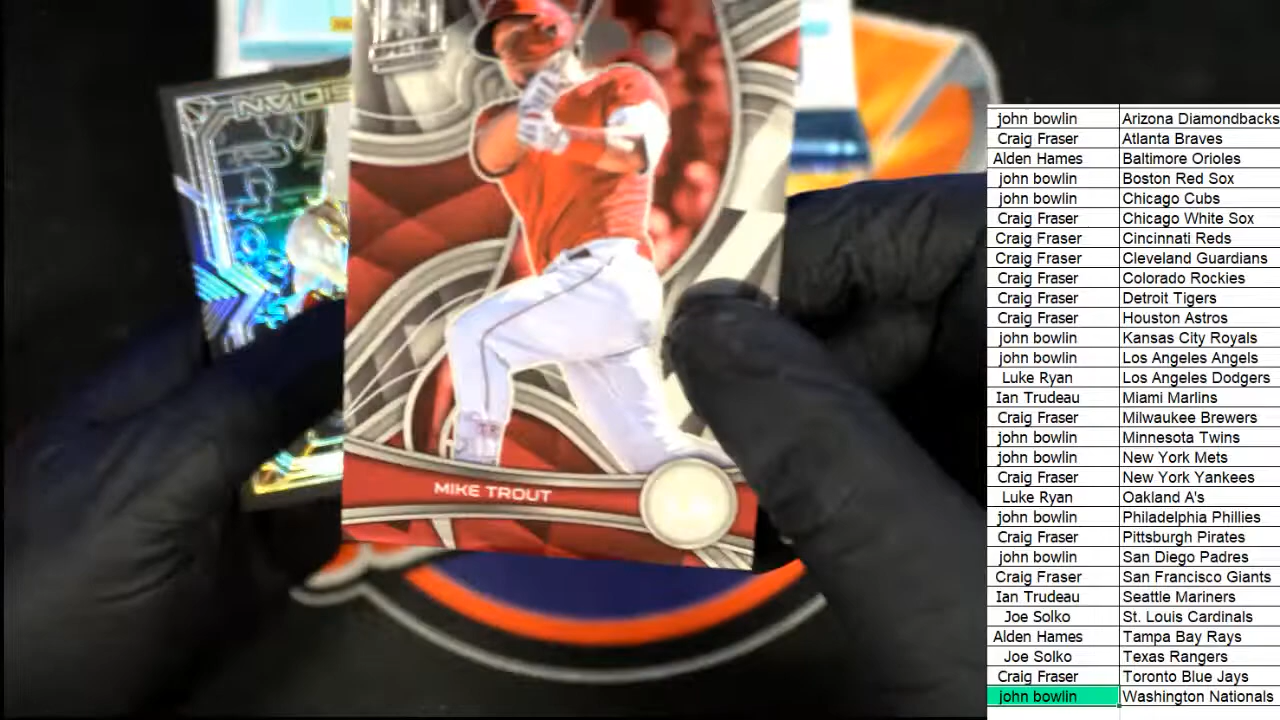 MIKE TROUT
john bowlin Arizona Diamondbacks
Craig Fraser Atlanta Braves
Alden Hames Baltimore Orioles
john bowlin Boston Red Sox
john bowlin Chicago Cubs
Craig Fraser Chicago White Sox
Craig Fraser Cincinnati Reds
Craig Fraser Cleveland Guardians
Craig Fraser Colorado Rockies
Craig Fraser Detroit Tigers
Craig Fraser Houston Astros
john bowlin Kansas City Royals
john bowlin Los Angeles Angels
Luke Ryan Los Angeles Dodgers
Ian Trudeau Miami Marlins
Craig Fraser Milwaukee Brewers
john bowlin Minnesota Twins
john bowlin New York Mets
Craig Fraser New York Yankees
Luke Ryan Oakland A's
john bowlin Philadelphia Phillies
Craig Fraser Pittsburgh Pirates
john bowlin San Diego Padres
Craig Fraser San Francisco Giants
Ian Trudeau Seattle Mariners
Joe Solko St. Louis Cardinals
Alden Hames Tampa Bay Rays
Joe Solko Texas Rangers
Craig Fraser Toronto Blue Jays
john bowlin Washington Nationals